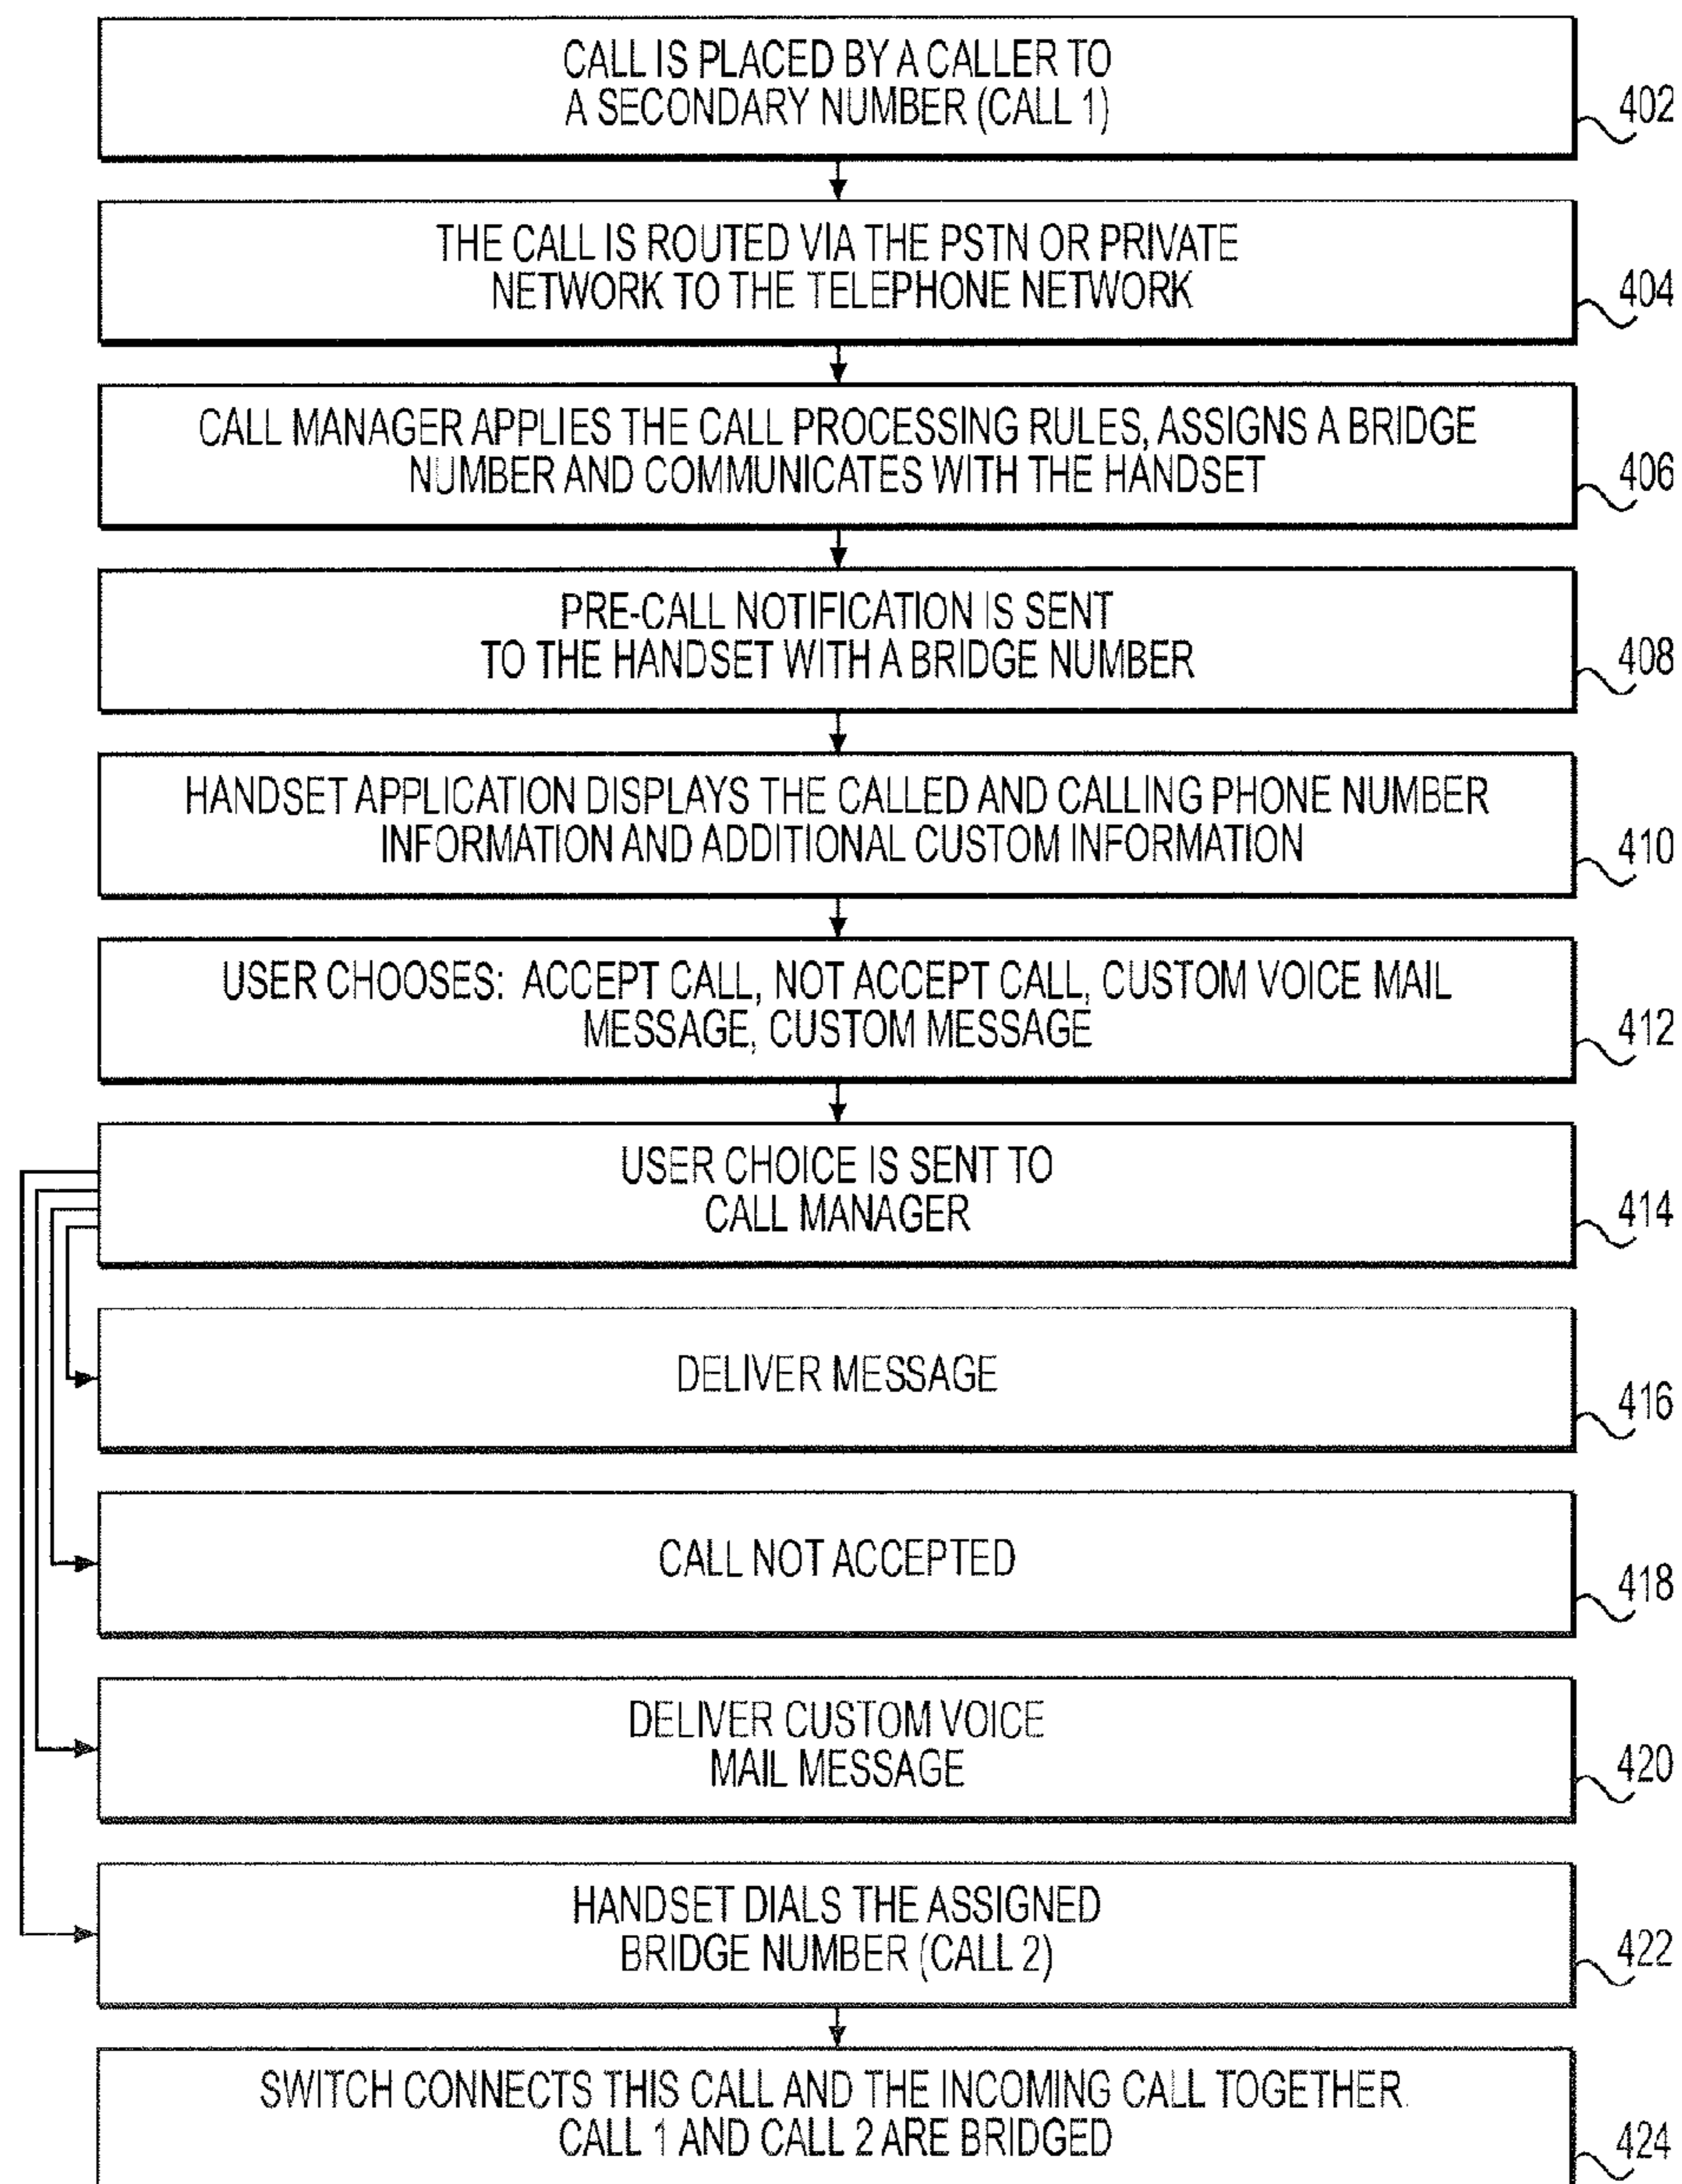 CALL IS PLACED BY A CALLER TO
A SECONDARY NUMBER (CALL 1)
402
THE CALL IS ROUTED VIA THE PSTN OR PRIVATE
NETWORK TO THE TELEPHONE NETWORK
404
CALL MANAGER APPLIES THE CALL PROCESSING RULES, ASSIGNS A BRIDGE
NUMBER AND COMMUNICATES WITH THE HANDSET
406
PRE-CALL NOTIFICATION IS SENT
TO THE HANDSET WITH A BRIDGE NUMBER
408
HANDSET APPLICATION DISPLAYS THE CALLED AND CALLING PHONE NUMBER
INFORMATION AND ADDITIONAL CUSTOM INFORMATION
410
USER CHOOSES: ACCEPT CALL, NOT ACCEPT CALL, CUSTOM VOICE MAIL
MESSAGE, CUSTOM MESSAGE
412
USER CHOICE IS SENT TO
CALL MANAGER
414
DELIVER MESSAGE
416
CALL NOT ACCEPTED
418
DELIVER CUSTOM VOICE
MAIL MESSAGE
420
HANDSET DIALS THE ASSIGNED
BRIDGE NUMBER (CALL 2)
422
SWITCH CONNECTS THIS CALL AND THE INCOMING CALL TOGETHER.
CALL 1 AND CALL 2 ARE BRIDGED
424